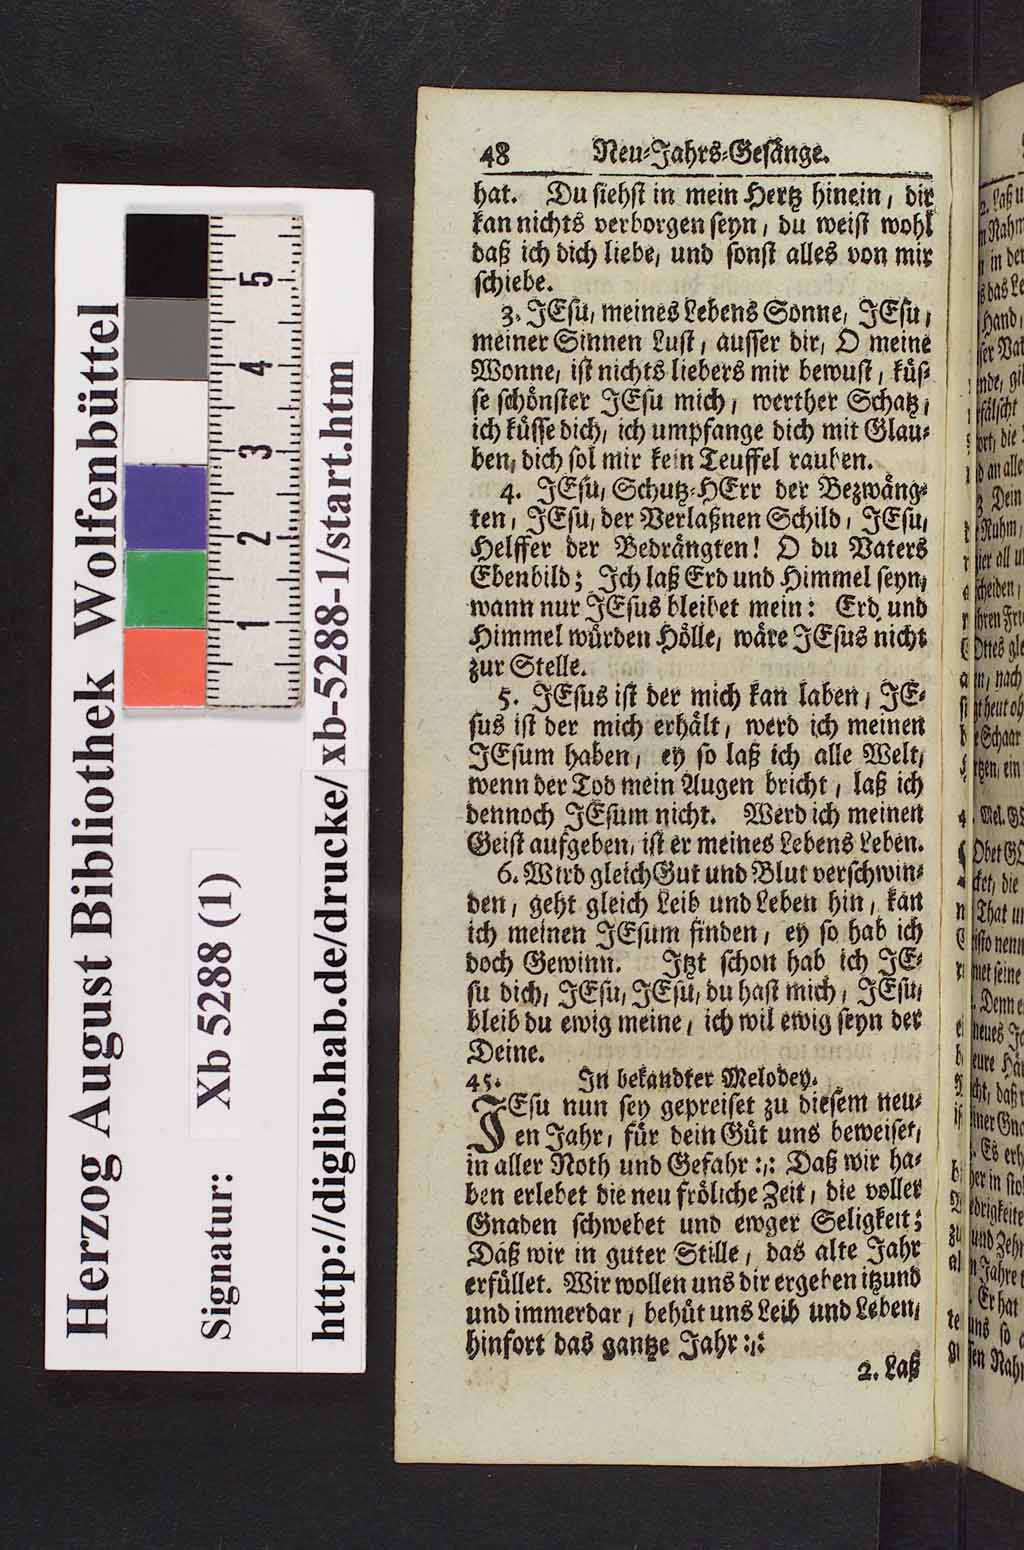 48 Neu-Jahrs-Gesänge.
hat. Du siehst in mein Hertz hinein, dir
kan nichts verborgen seyn, du weist wohl
daß ich dich liebe, und sonst alles von mir
schiebe.
3. JEsu, meines Lebens Sonne, JEsu,
meiner Sinnen Lust, ausser dir, O meine
Wonne, ist nichts liebers mir bewust, küs-
se schönster JEsu mich, werther Schatz,
ich küsse dich, ich umpfange dich mit Glau-
ben, dich sol mir kein Teuffel rauben.
4. JEsu, Schutz-HErr der Bezwäng-
ten, JEsu, der Verlaßnen Schild, JEsu,
Helffer der Bedrängten! O du Vaters
Ebenbild; Ich laß Erd und Himmel seyn,
wann nur JEsus bleibet mein: Erd und
Himmel würden Hölle, wäre JEsus nicht
zur Stelle.
5. JEsus ist der mich kan laben, JE-
sus ist der mich erhält, werd ich meinen
JEsum haben, ey so laß ich alle Welt,
wenn der Tod mein Augen bricht, laß ich
dennoch JEsum nicht. Werd ich meinen
Geist aufgeben, ist er meines Lebens Leben.
6. Wird gleich Gut und Blut verschwin-
den, geht gleich Leib und Leben hin, kan
ich meinen JEsum finden, ey so hab ich
doch Gewinn. Itzt schon hab ich JE-
su dich, JEsu, JEsu, du hast mich, JEsu,
bleib du ewig meine, ich wil ewig seyn der
Deine.
45. In bekandter Melodey.
JEsu nun sey gepreiset zu diesem neu-
en Jahr, für dein Güt uns beweiset,
in aller Noth und Gefahr :,: Daß wir ha-
ben erlebet die neu fröliche Zeit, die voller
Gnaden schwebet und ewger Seligkeit;
Daß wir in guter Stille, das alte Jahr
erfüllet. Wir wollen uns dir ergeben itzund
und immerdar, behüt uns Leib und Leben,
hinfort das gantze Jahr :,:
2. Laß
Herzog August Bibliothek Wolfenbüttel
Signatur: Xb 5288 (1)
http://diglib.hab.de/drucke/xb-5288-1/start.htm
1 2 3 4 5